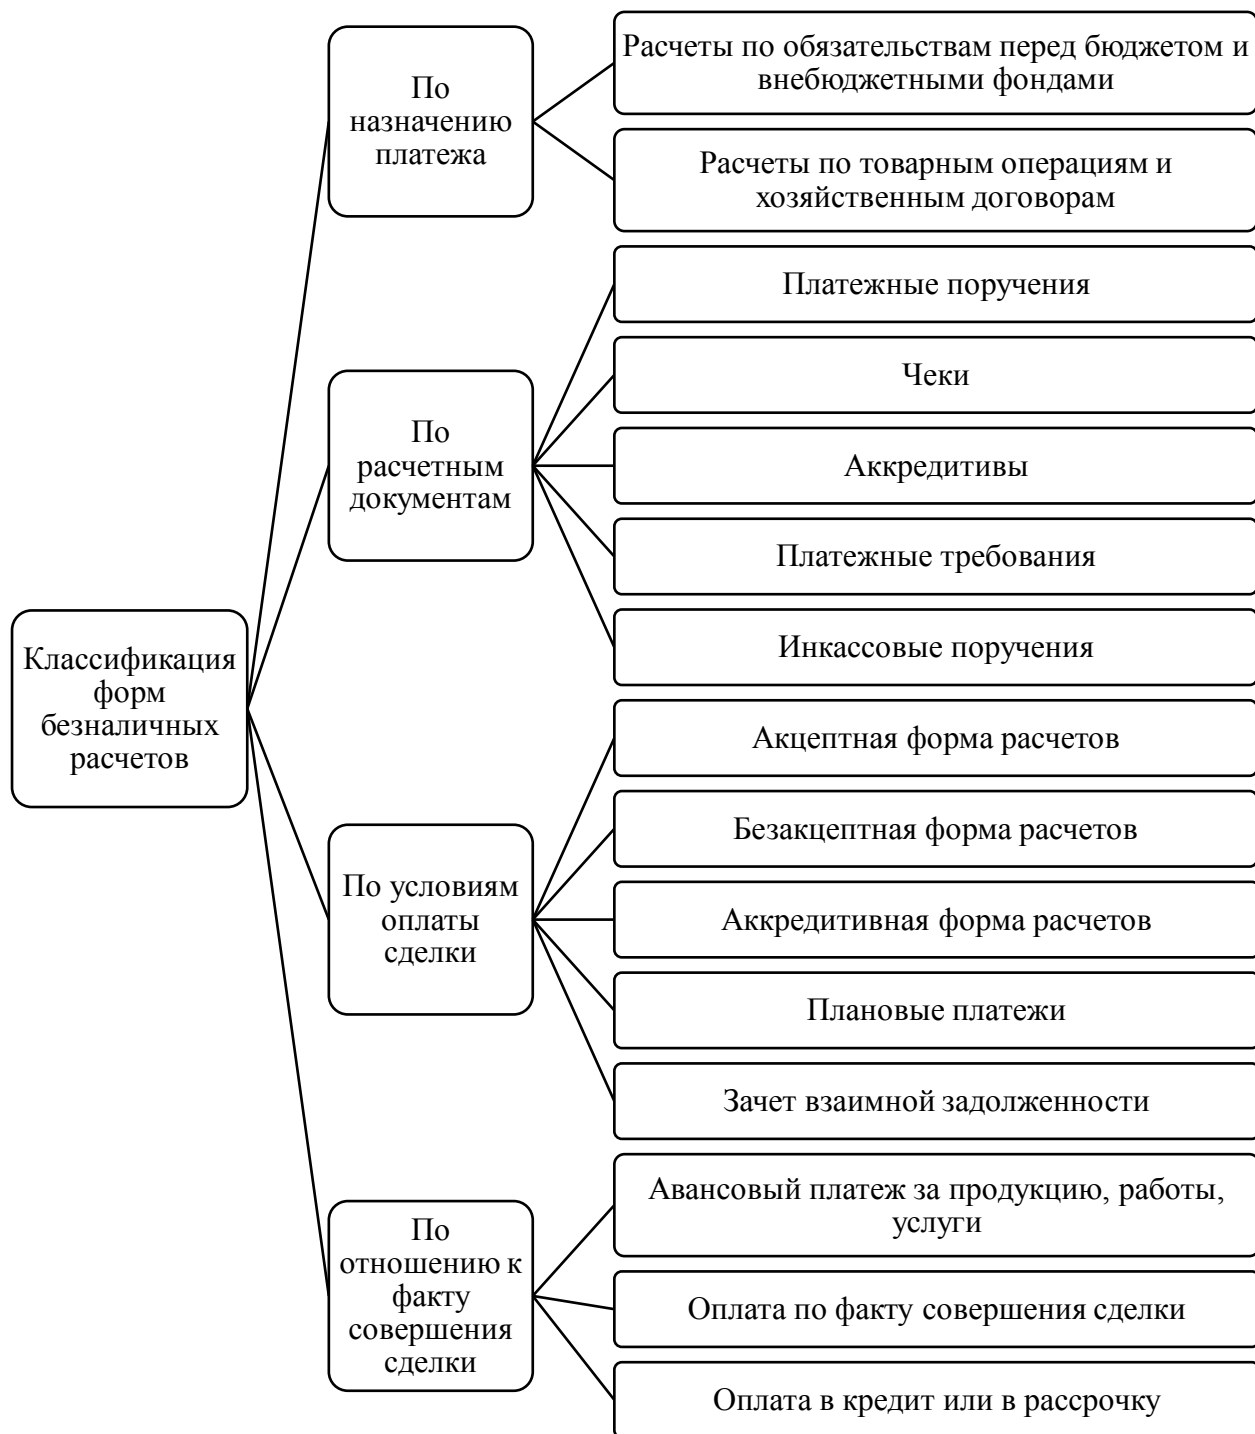 Классификация
форм
безналичных
расчетов
По
назначению
платежа
Расчеты по обязательствам перед бюджетом и
внебюджетными фондами
Расчеты по товарным операциям и
хозяйственным договорам
По
расчетным
документам
Платежные поручения
Чеки
Аккредитивы
Платежные требования
Инкассовые поручения
По условиям
оплаты
сделки
Акцептная форма расчетов
Безакцептная форма расчетов
Аккредитивная форма расчетов
Плановые платежи
Зачет взаимной задолженности
По
отношению к
факту
совершения
сделки
Авансовый платеж за продукцию, работы,
услуги
Оплата по факту совершения сделки
Оплата в кредит или в рассрочку